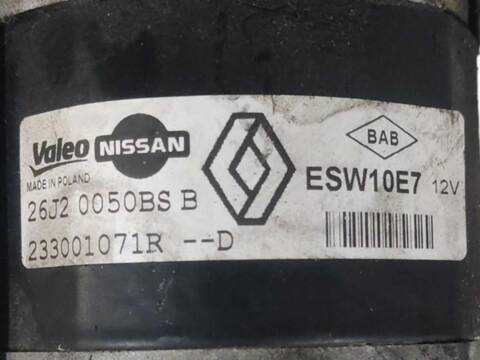 Valeo NISSAN
MADE IN POLAND
26J2 0050BS B
233001071R --D
BAB
ESW10E7 12V